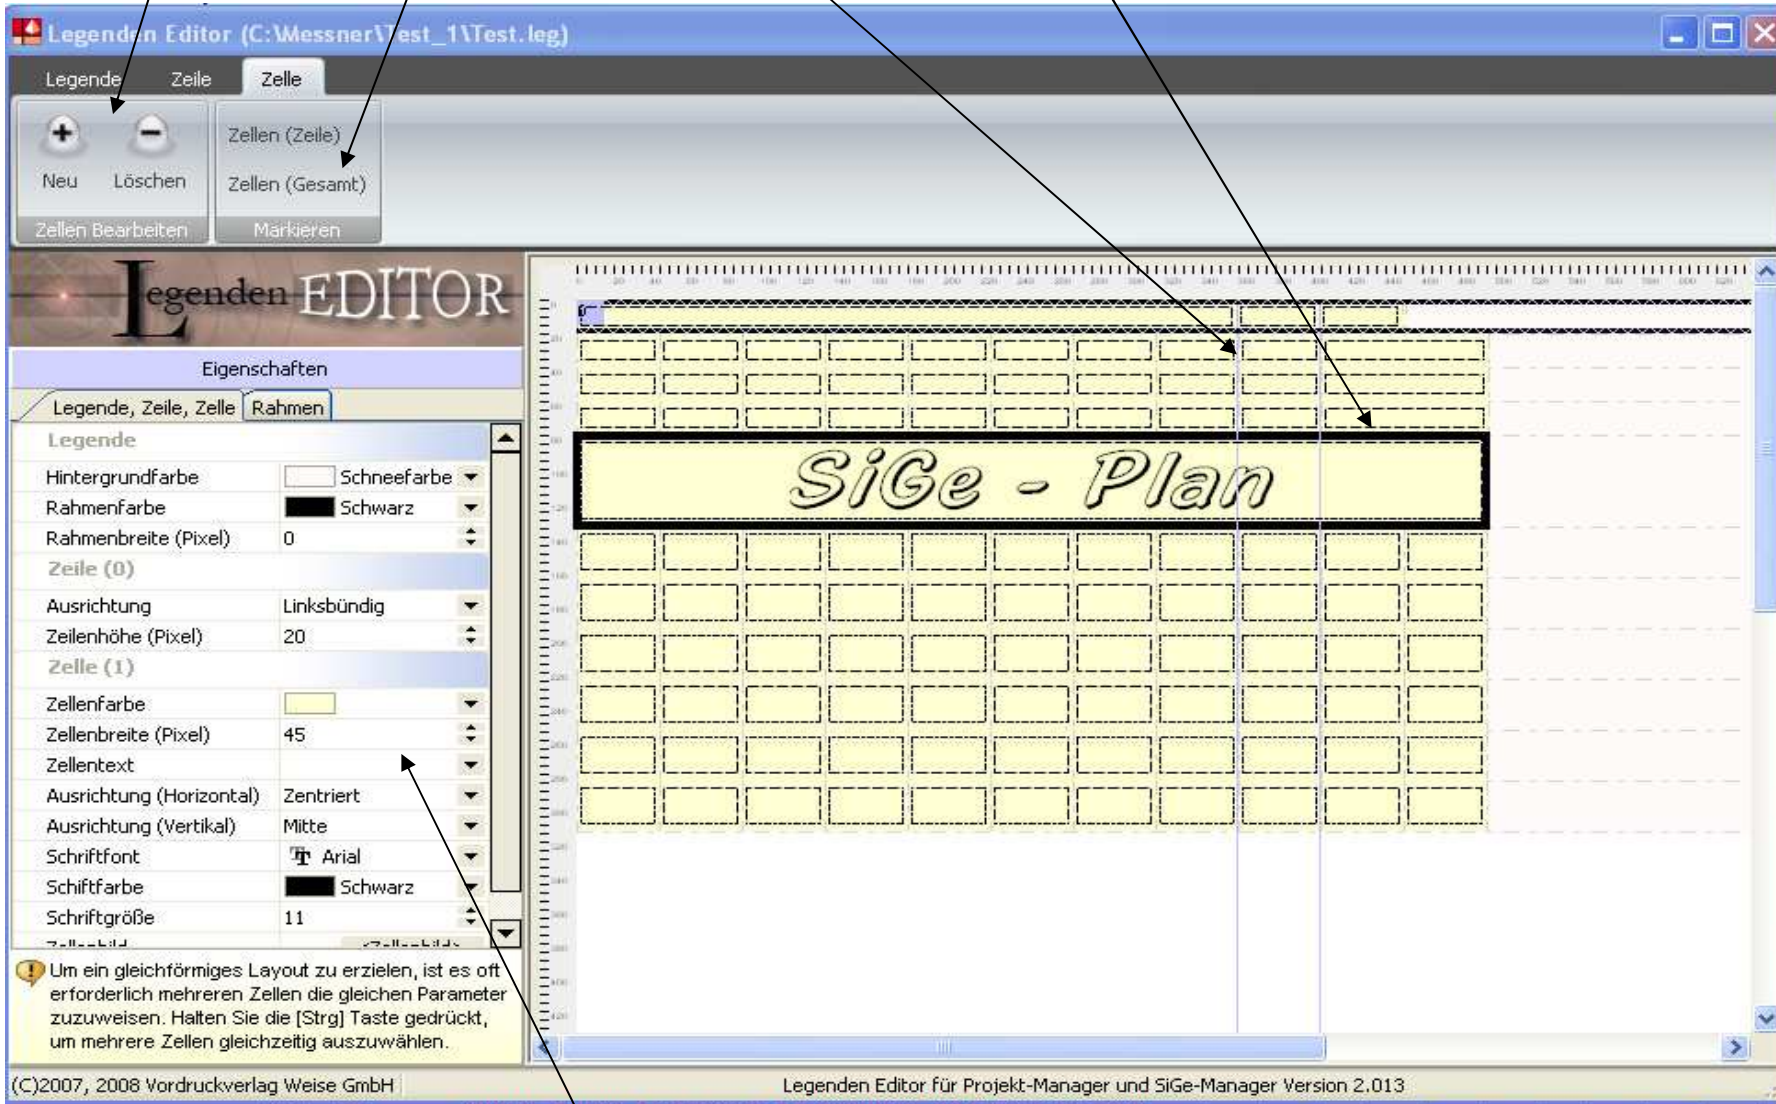 Legenden Editor (C:\Messner\Test_1\Test.leg)
Legende Zeile Zelle
Zellen (Zeile)
Neu Löschen Zellen (Gesamt)
Zellen Bearbeiten Markieren
Legenden EDITOR
Eigenschaften
Legende, Zeile, Zelle Rahmen
Legende
Hintergrundfarbe Schneefarbe
Rahmenfarbe Schwarz
Rahmenbreite (Pixel) 0
Zeile (0)
Ausrichtung Linksbündig
Zeilenhöhe (Pixel) 20
Zelle (1)
Zellenfarbe
Zellenbreite (Pixel) 45
Zellentext
Ausrichtung (Horizontal) Zentriert
Ausrichtung (Vertikal) Mitte
Schriftfont Arial
Schiftfarbe Schwarz
Schriftgröße 11
Zellenbild <Zellenbild>
Um ein gleichförmiges Layout zu erzielen, ist es oft
erforderlich mehreren Zellen die gleichen Parameter
zuzuweisen. Halten Sie die [Strg] Taste gedrückt,
um mehrere Zellen gleichzeitig auszuwählen.
SiGe - Plan
(C)2007, 2008 Vordruckverlag Weise GmbH Legenden Editor für Projekt-Manager und SiGe-Manager Version 2.013